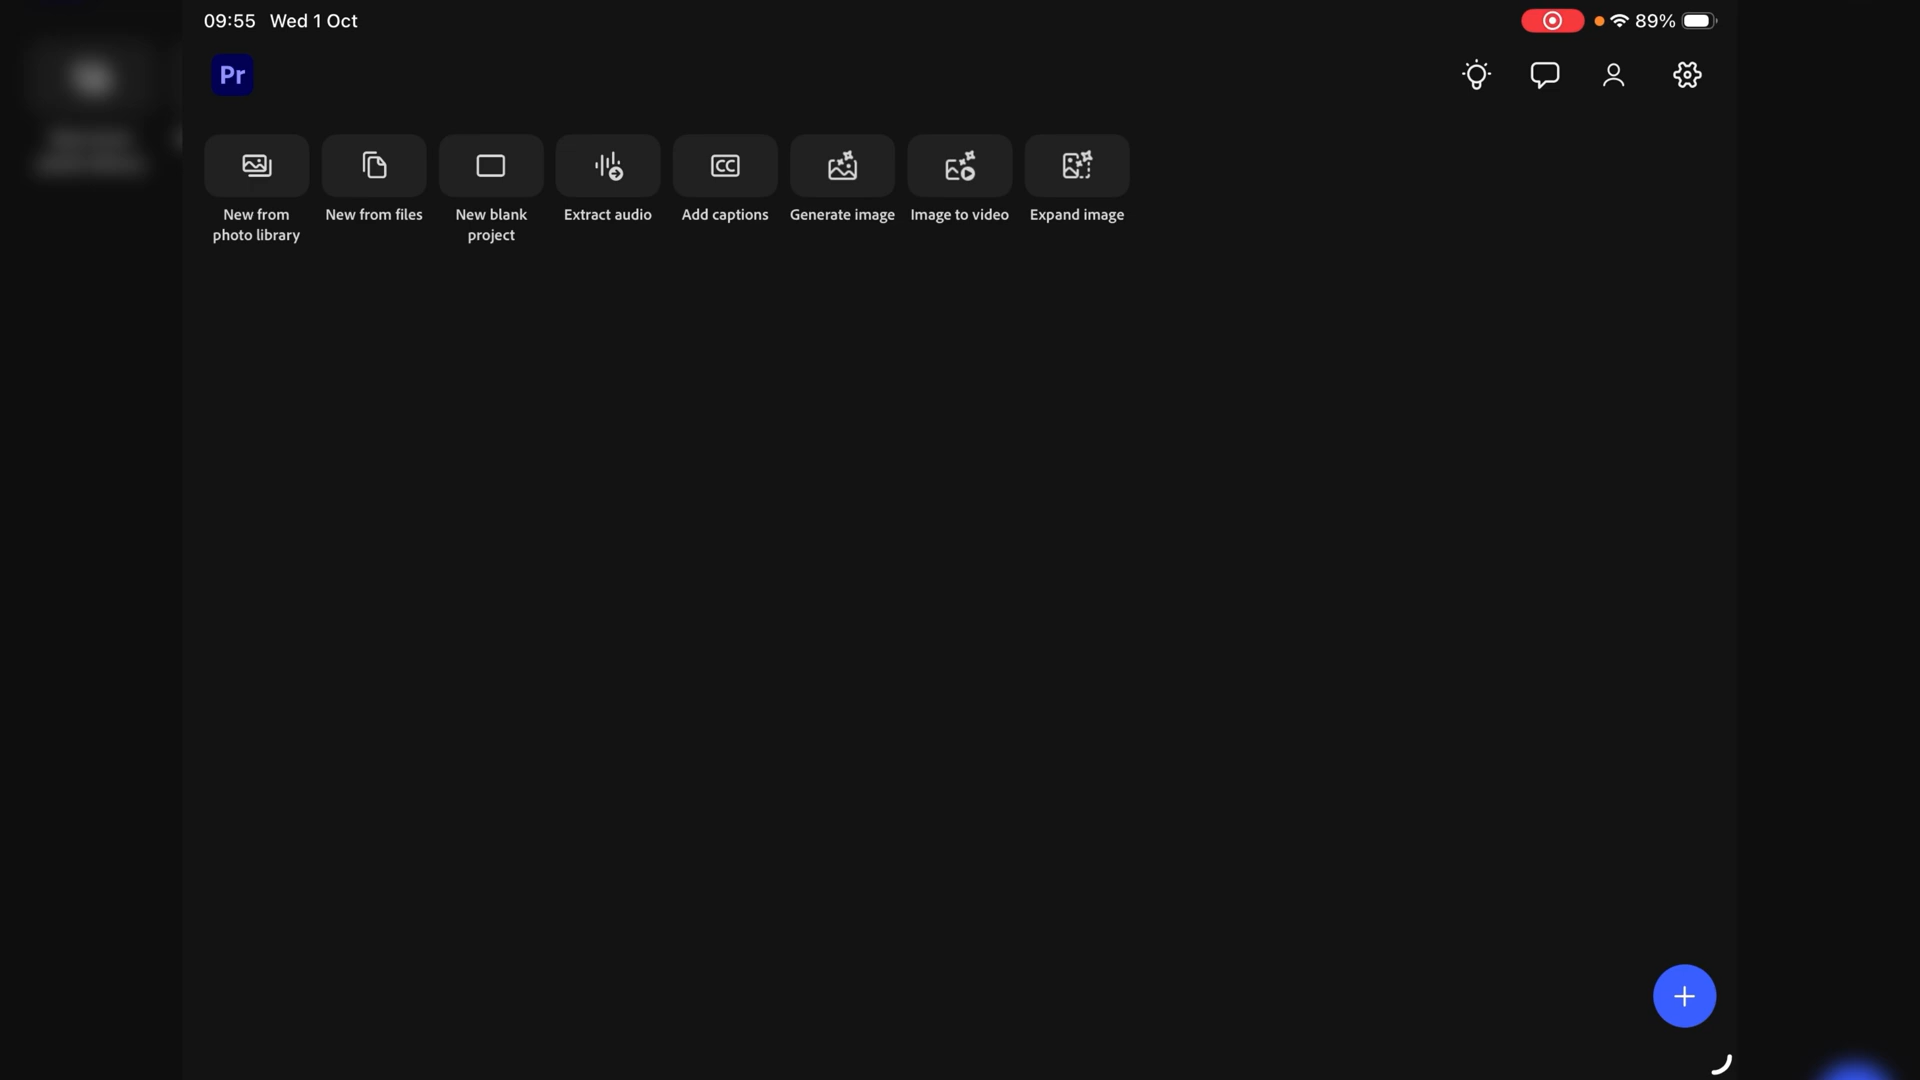 09:55 Wed 1 Oct
89%
Pr
New from
photo library
New from files
New blank
project
Extract audio
CC
Add captions
Generate image
Image to video
Expand image